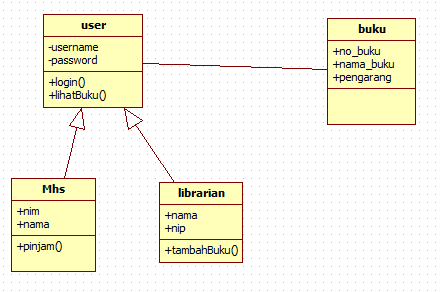 user
-username
-password
+login()
+lihatBuku()
buku
+no_buku
+nama_buku
+pengarang
Mhs
+nim
+nama
+pinjam()
librarian
+nama
+nip
+tambahBuku()